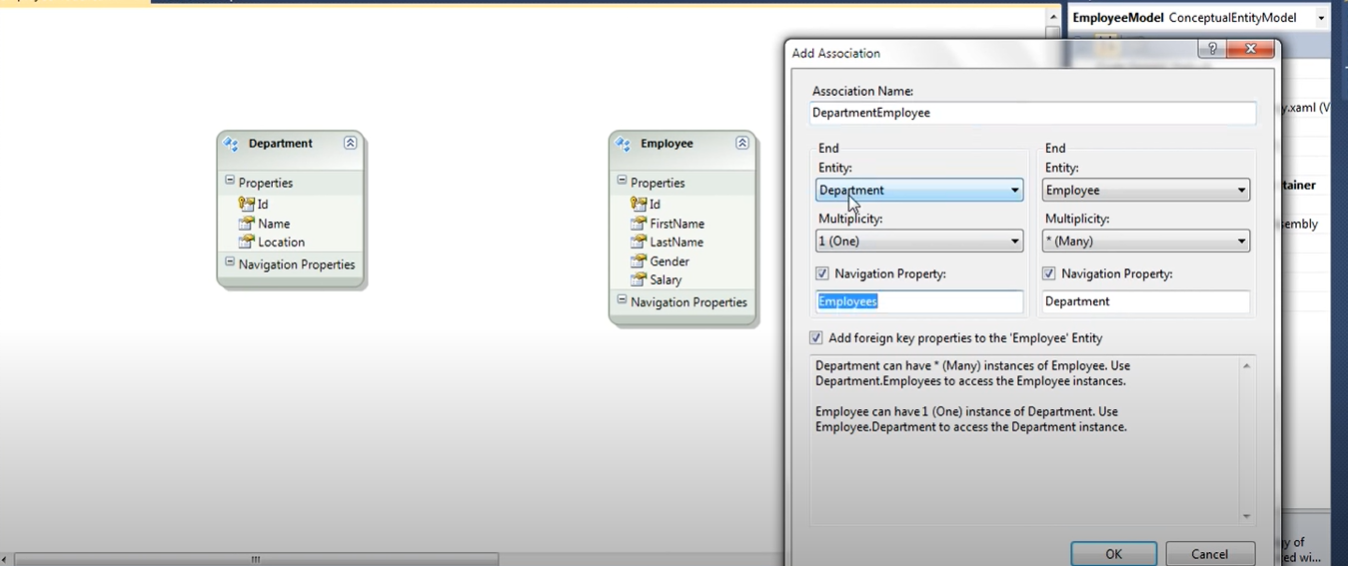 EmployeeModel ConceptualEntityModel
Add Association
Association Name:
DepartmentEmployee
End
End
Entity:
Entity:
Department
Employee
Multiplicity:
Multiplicity:
1 (One)
* (Many)
Navigation Property:
Navigation Property:
Employees
Department
Add foreign key properties to the 'Employee' Entity
Department can have * (Many) instances of Employee. Use
Department.Employees to access the Employee instances.
Employee can have 1 (One) instance of Department. Use
Employee.Department to access the Department instance.
OK
Cancel
Department
Properties
Id
Name
Location
Navigation Properties
Employee
Properties
Id
FirstName
LastName
Gender
Salary
Navigation Properties
y.xaml (V
tainer
sembly
gy of
ed wi...